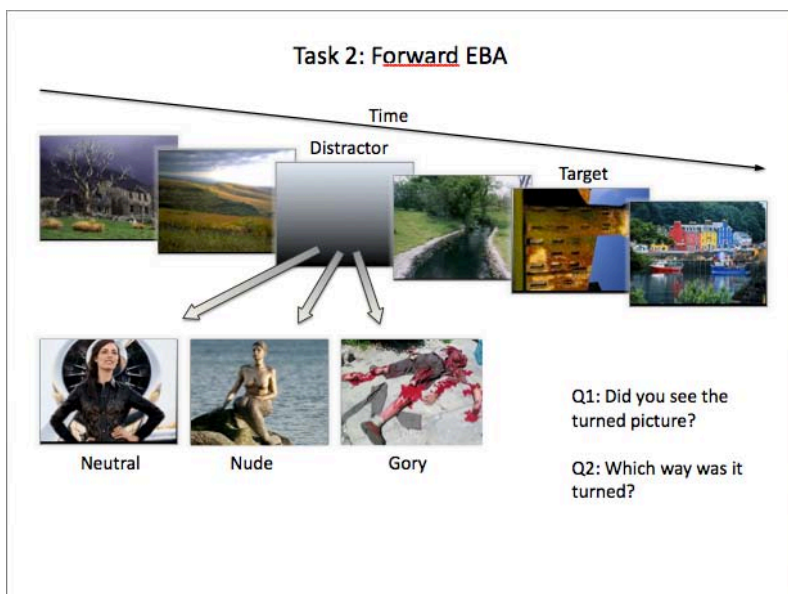 Task 2: Forward EBA
Time
Distractor
Target
Neutral
Nude
Gory
Q1: Did you see the
turned picture?
Q2: Which way was it
turned?